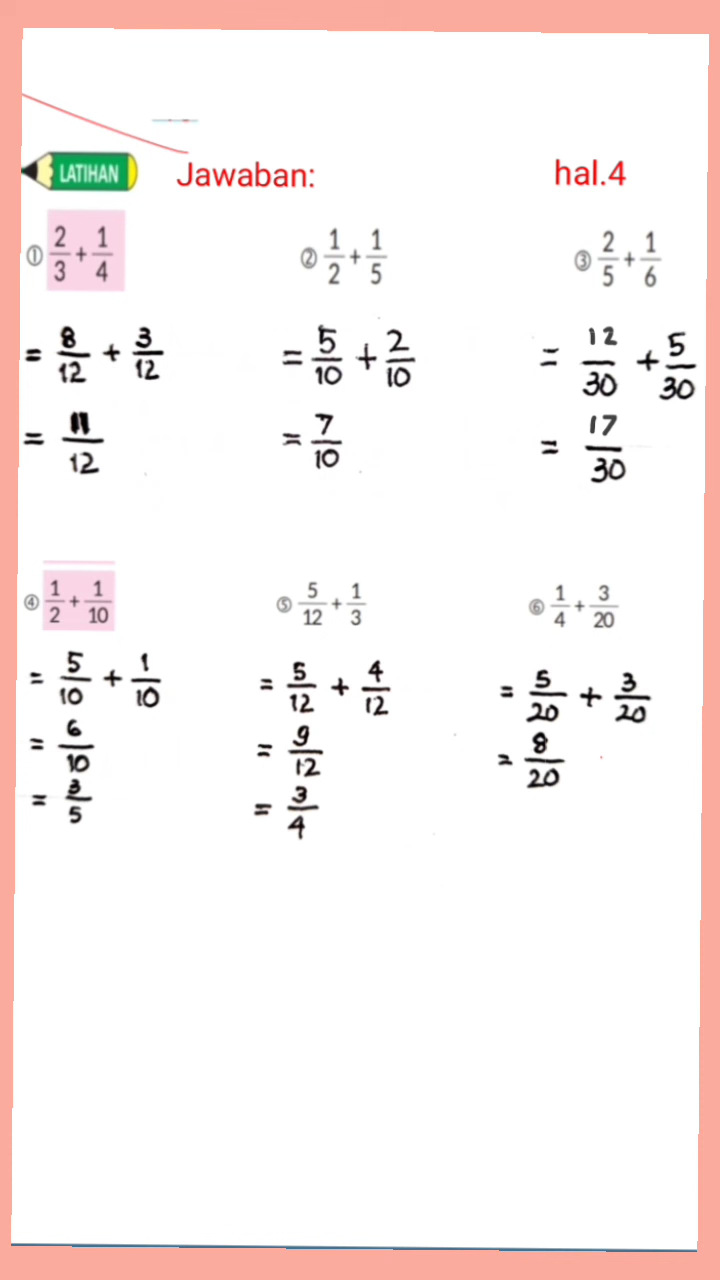 LATIHAN Jawaban: hal.4
① 2/3 + 1/4 ② 1/2 + 1/5 ③ 2/5 + 1/6
= 8/12 + 3/12 = 5/10 + 2/10 = 12/30 + 5/30
= 11/12 = 7/10 = 17/30
④ 1/2 + 1/10 ⑤ 5/12 + 1/3 ⑥ 1/4 + 3/20
= 5/10 + 1/10 = 5/12 + 4/12 = 5/20 + 3/20
= 6/10 = 9/12 = 8/20
= 3/5 = 3/4